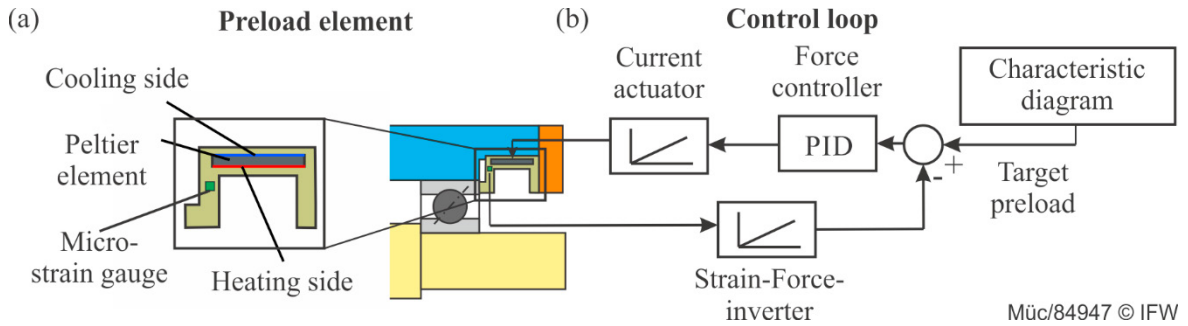 (a)
Preload element
Cooling side
Peltier
element
Micro-
strain gauge
Heating side
(b)
Control loop
Current
actuator
Force
controller
PID
Characteristic
diagram
+
-
Target
preload
Strain-Force-
inverter
Müc/84947 © IFW